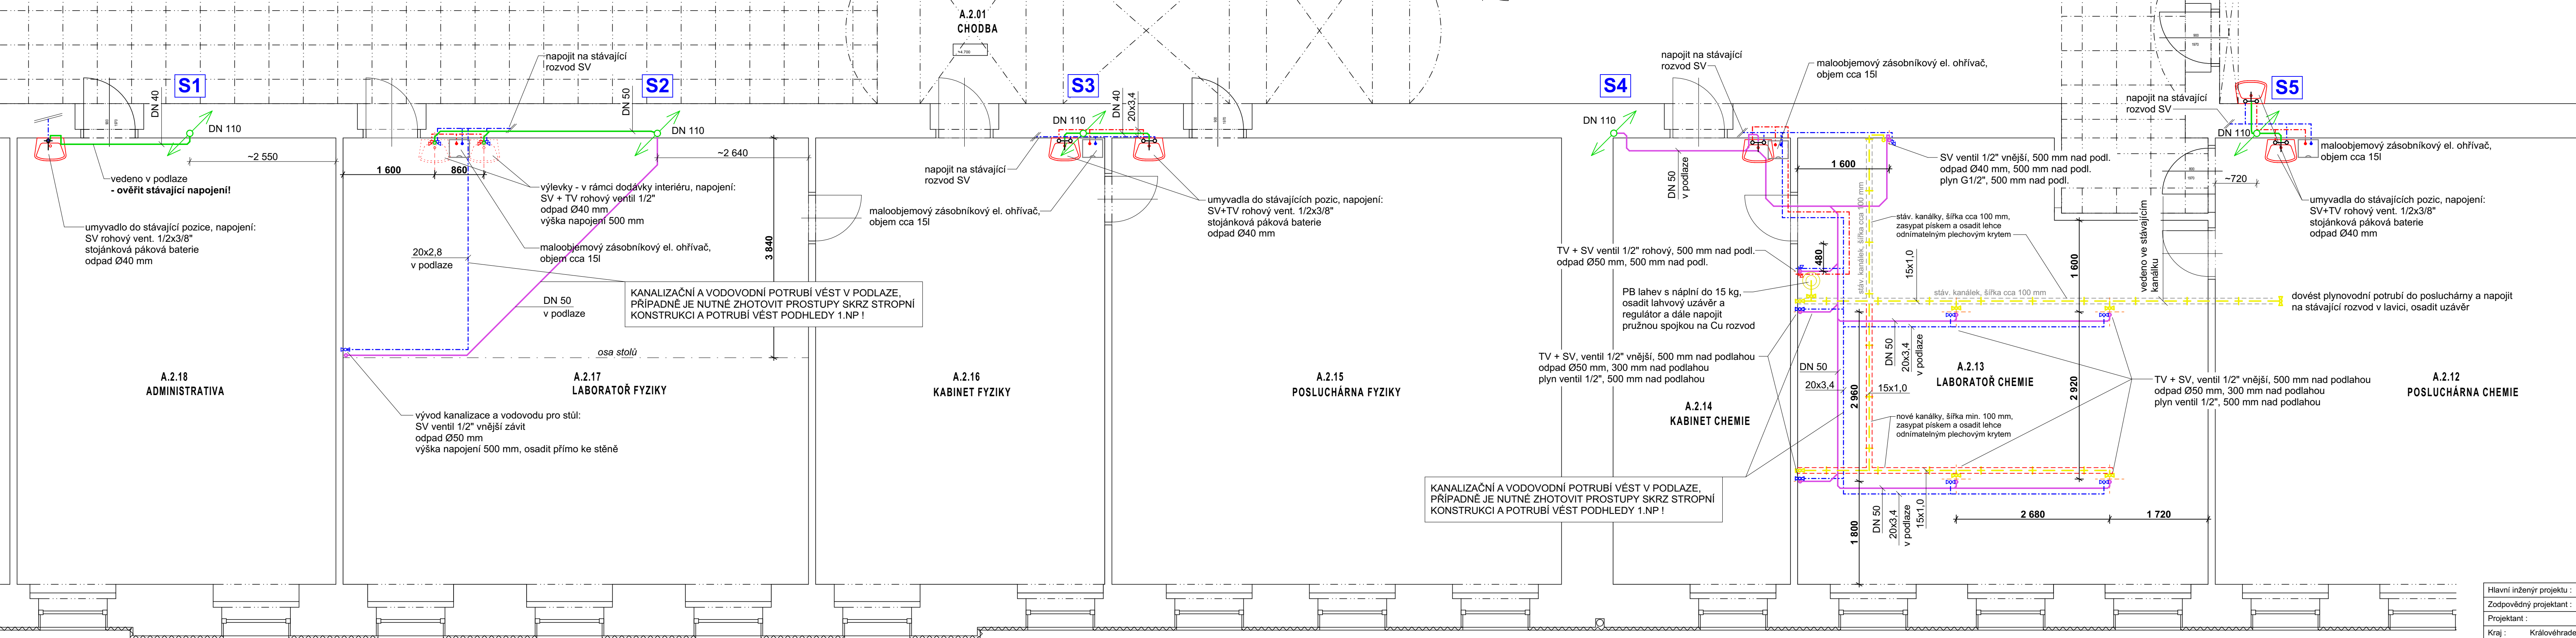 A.2.01
CHODBA
+4.700
S1
DN 40
DN 110
~2 550
vedeno v podlaze
- ověřit stávající napojení!
umyvadlo do stávající pozice, napojení:
SV rohový vent. 1/2x3/8"
stojánková páková baterie
odpad Ø40 mm
A.2.18
ADMINISTRATIVA
napojit na stávající
rozvod SV
S2
DN 50
DN 110
~2 640
1 600
860
výlevky - v rámci dodávky interiéru, napojení:
SV + TV rohový ventil 1/2"
odpad Ø40 mm
výška napojení 500 mm
maloobjemový zásobníkový el. ohřívač,
objem cca 15l
20x2,8
v podlaze
3 840
KANALIZAČNÍ A VODOVODNÍ POTRUBÍ VÉST V PODLAZE,
PŘÍPADNĚ JE NUTNÉ ZHOTOVIT PROSTUPY SKRZ STROPNÍ
KONSTRUKCI A POTRUBÍ VÉST PODHLEDY 1.NP !
DN 50
v podlaze
osa stolů
A.2.17
LABORATOŘ FYZIKY
vývod kanalizace a vodovodu pro stůl:
SV ventil 1/2" vnější závit
odpad Ø50 mm
výška napojení 500 mm, osadit přímo ke stěně
S3
DN 110
DN 40
20x3,4
napojit na stávající
rozvod SV
maloobjemový zásobníkový el. ohřívač,
objem cca 15l
umyvadla do stávajících pozic, napojení:
SV+TV rohový vent. 1/2x3/8"
stojánková páková baterie
odpad Ø40 mm
A.2.16
KABINET FYZIKY
A.2.15
POSLUCHÁRNA FYZIKY
S4
DN 110
napojit na stávající
rozvod SV
maloobjemový zásobníkový el. ohřívač,
objem cca 15l
DN 50
v podlaze
1 600
SV ventil 1/2" vnější, 500 mm nad podl.
odpad Ø40 mm, 500 mm nad podl.
plyn G1/2", 500 mm nad podl.
stáv. kanálek, šířka cca 100 mm
stáv. kanálky, šířka cca 100 mm,
zasypat pískem a osadit lehce
odnímatelným plechovým krytem
TV + SV ventil 1/2" rohový, 500 mm nad podl.
odpad Ø50 mm, 500 mm nad podl.
480
15x1,0
1 600
PB lahev s náplní do 15 kg,
osadit lahvový uzávěr a
regulátor a dále napojit
pružnou spojkou na Cu rozvod
stáv. kanálek, šířka cca 100 mm
vedeno ve stávajícím
kanálku
TV + SV, ventil 1/2" vnější, 500 mm nad podlahou
odpad Ø50 mm, 300 mm nad podlahou
plyn ventil 1/2", 500 mm nad podlahou
DN 50
20x3,4
v podlaze
DN 50
20x3,4
2 960
15x1,0
A.2.13
LABORATOŘ CHEMIE
2 920
A.2.14
KABINET CHEMIE
nové kanálky, šířka min. 100 mm,
zasypat pískem a osadit lehce
odnímatelným plechovým krytem
KANALIZAČNÍ A VODOVODNÍ POTRUBÍ VÉST V PODLAZE,
PŘÍPADNĚ JE NUTNÉ ZHOTOVIT PROSTUPY SKRZ STROPNÍ
KONSTRUKCI A POTRUBÍ VÉST PODHLEDY 1.NP !
1 800
DN 50
20x3,4
v podlaze
15x1,0
2 680
1 720
S5
napojit na stávající
rozvod SV
DN 110
maloobjemový zásobníkový el. ohřívač,
objem cca 15l
~720
umyvadla do stávajících pozic, napojení:
SV+TV rohový vent. 1/2x3/8"
stojánková páková baterie
odpad Ø40 mm
dovést plynovodní potrubí do posluchárny a napojit
na stávající rozvod v lavici, osadit uzávěr
TV + SV, ventil 1/2" vnější, 500 mm nad podlahou
odpad Ø50 mm, 300 mm nad podlahou
plyn ventil 1/2", 500 mm nad podlahou
A.2.12
POSLUCHÁRNA CHEMIE
Hlavní inženýr projektu :
Zodpovědný projektant :
Projektant :
Kraj : Královéhrade